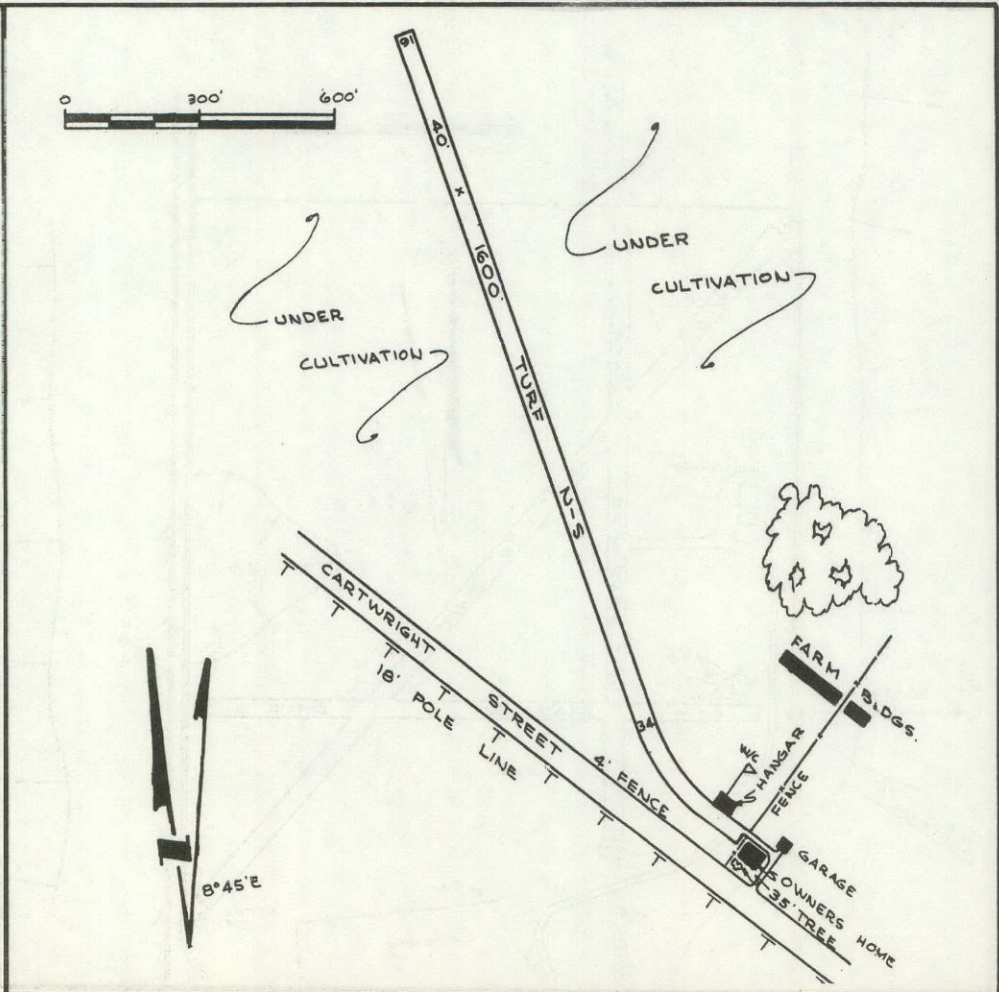 0 300' 600'
16
40' x 1600' TURF N-S
34
UNDER
CULTIVATION
UNDER
CULTIVATION
CARTWRIGHT STREET 4' FENCE
18' POLE LINE
FARM BLDGS.
W/C
HANGAR
FENCE
GARAGE
OWNERS HOME
35' TREE
N
8°45'E